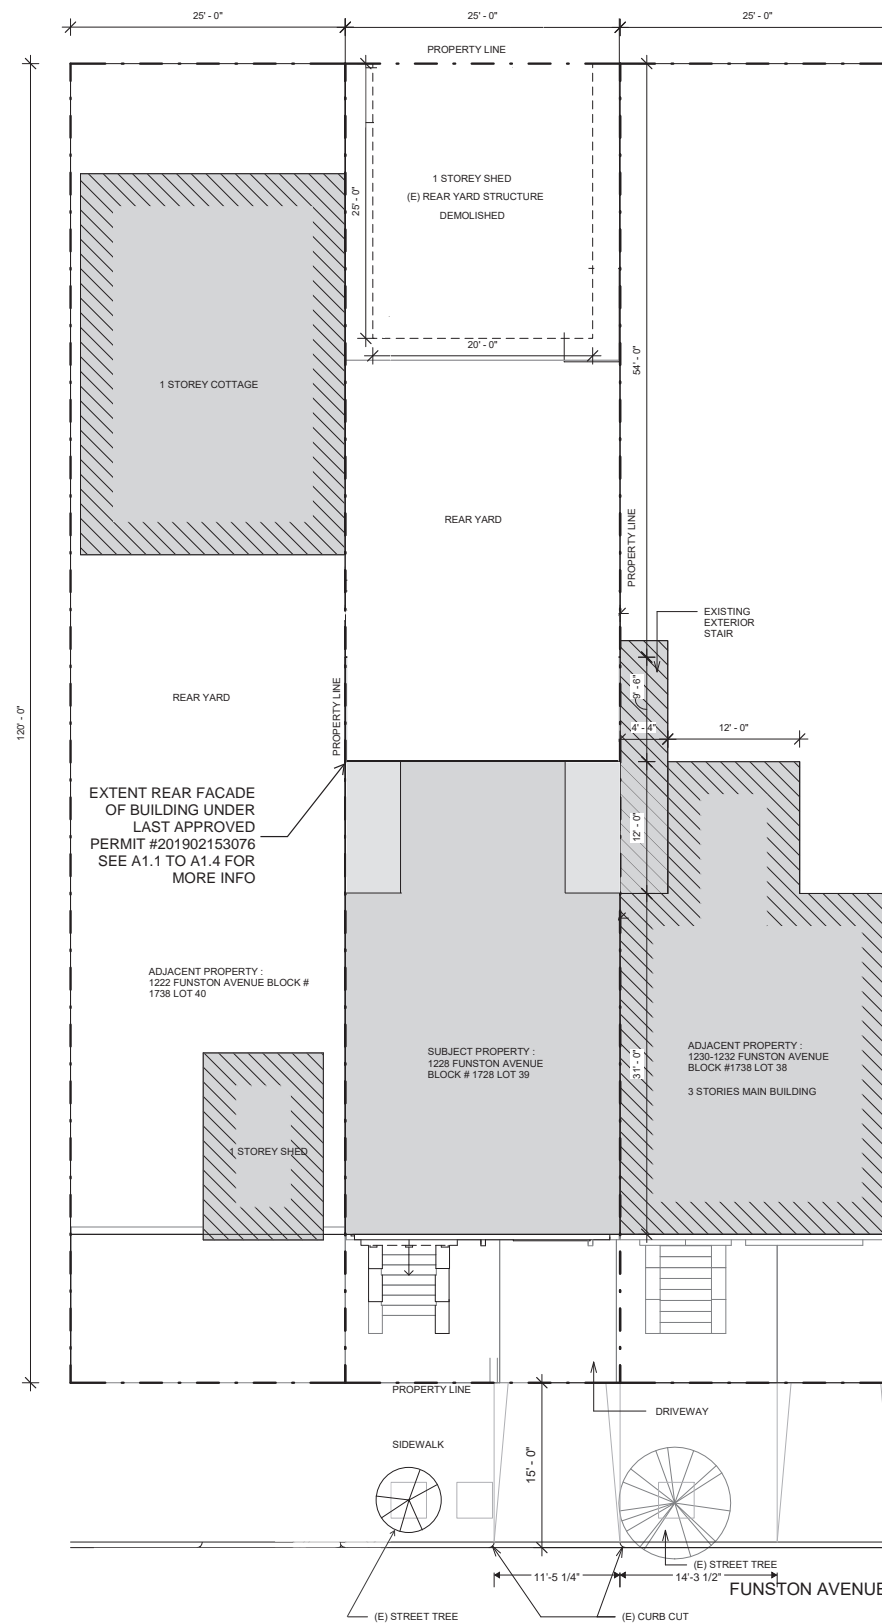 25' - 0"
25' - 0"
25' - 0"
PROPERTY LINE
1 STOREY SHED
(E) REAR YARD STRUCTURE
DEMOLISHED
25' - 0"
20' - 0"
54' - 0"
1 STOREY COTTAGE
REAR YARD
PROPERTY LINE
EXISTING
EXTERIOR
STAIR
9' - 6"
REAR YARD
PROPERTY LINE
4' - 4"
12' - 0"
120' - 0"
EXTENT REAR FACADE
OF BUILDING UNDER
LAST APPROVED
PERMIT #201902153076
SEE A1.1 TO A1.4 FOR
MORE INFO
12' - 0"
ADJACENT PROPERTY :
1222 FUNSTON AVENUE BLOCK #
1738 LOT 40
SUBJECT PROPERTY :
1228 FUNSTON AVENUE
BLOCK # 1728 LOT 39
31' - 0"
ADJACENT PROPERTY :
1230-1232 FUNSTON AVENUE
BLOCK #1738 LOT 38
3 STORIES MAIN BUILDING
1 STOREY SHED
PROPERTY LINE
DRIVEWAY
SIDEWALK
15' - 0"
(E) STREET TREE
11'-5 1/4"
14'-3 1/2"
FUNSTON AVENUE
(E) STREET TREE
(E) CURB CUT